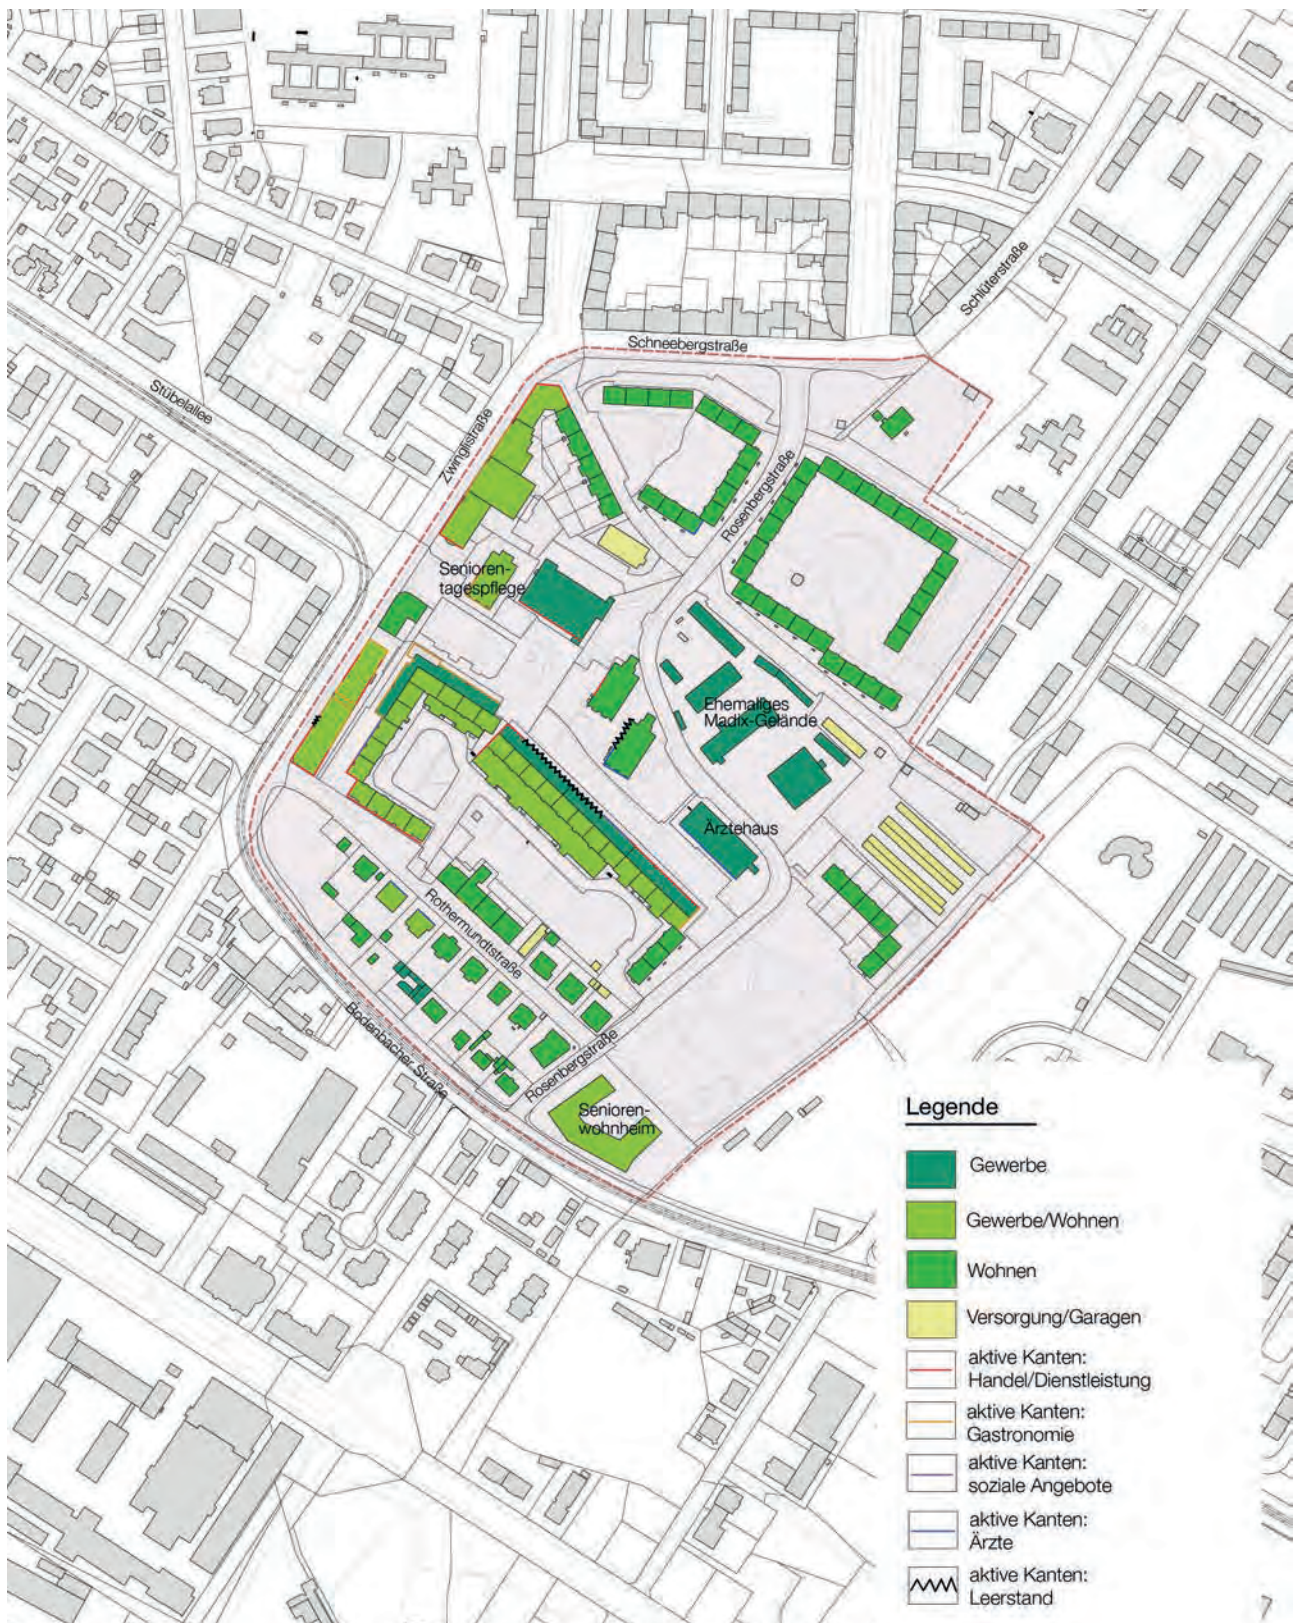 Schlüterstraße
Schneebergstraße
Stübelallee
Zwinglistraße
Rosenbergstraße
Senioren-
tagespflege
Ehemaliges
Madix-Gelände
Ärztehaus
Rothermundtstraße
Bodenbacher Straße
Rosenbergstraße
Senioren-
wohnheim
Legende
Gewerbe
Gewerbe/Wohnen
Wohnen
Versorgung/Garagen
aktive Kanten:
Handel/Dienstleistung
aktive Kanten:
Gastronomie
aktive Kanten:
soziale Angebote
aktive Kanten:
Ärzte
aktive Kanten:
Leerstand